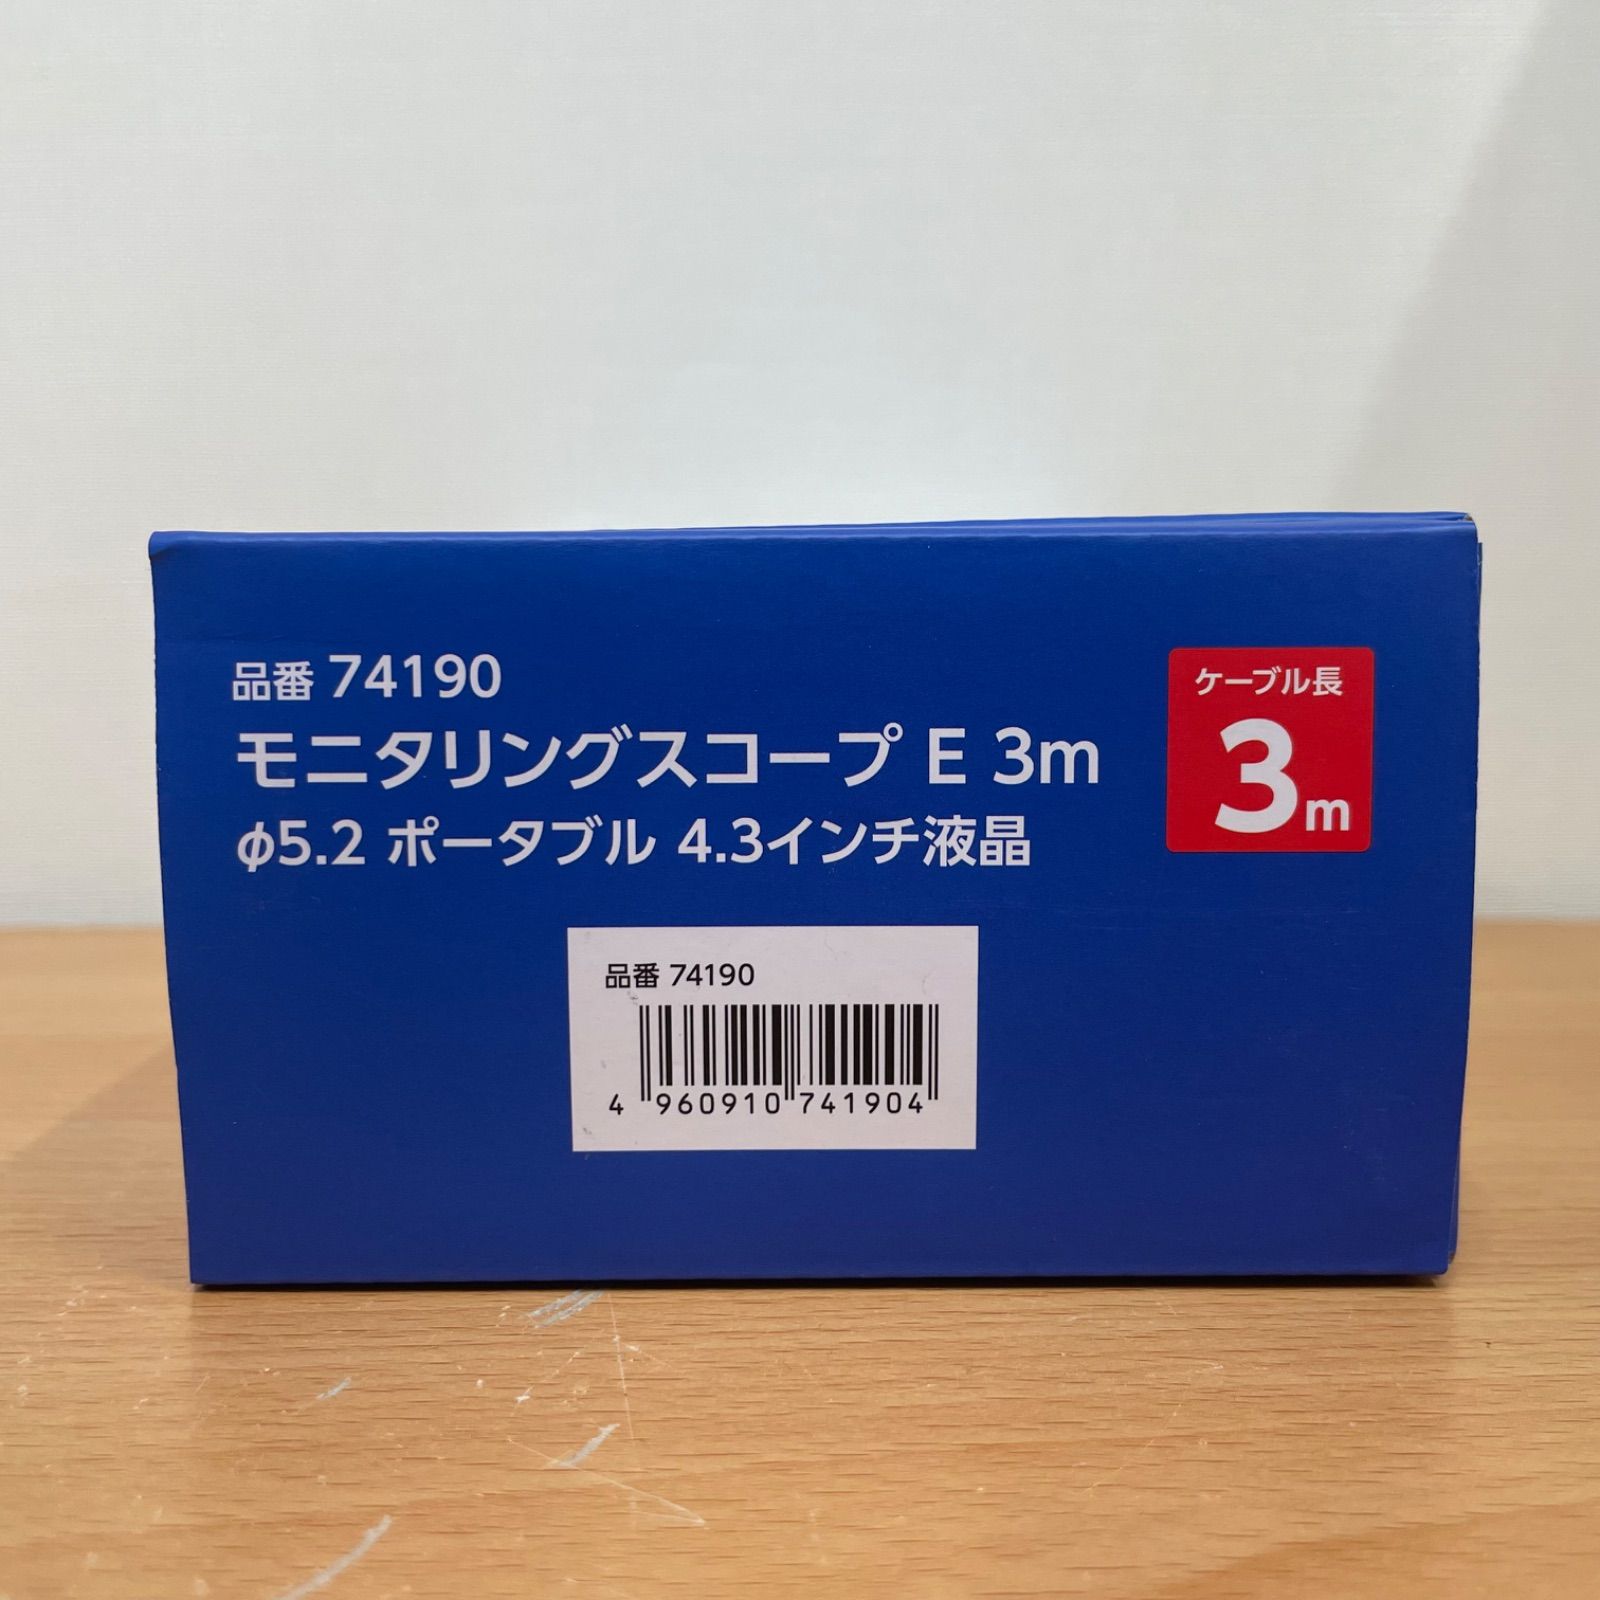 品番 74190
モニタリングスコープ E 3m
φ5.2 ポータブル 4.3インチ液晶
ケーブル長
3m
品番 74190
4 960910 741904